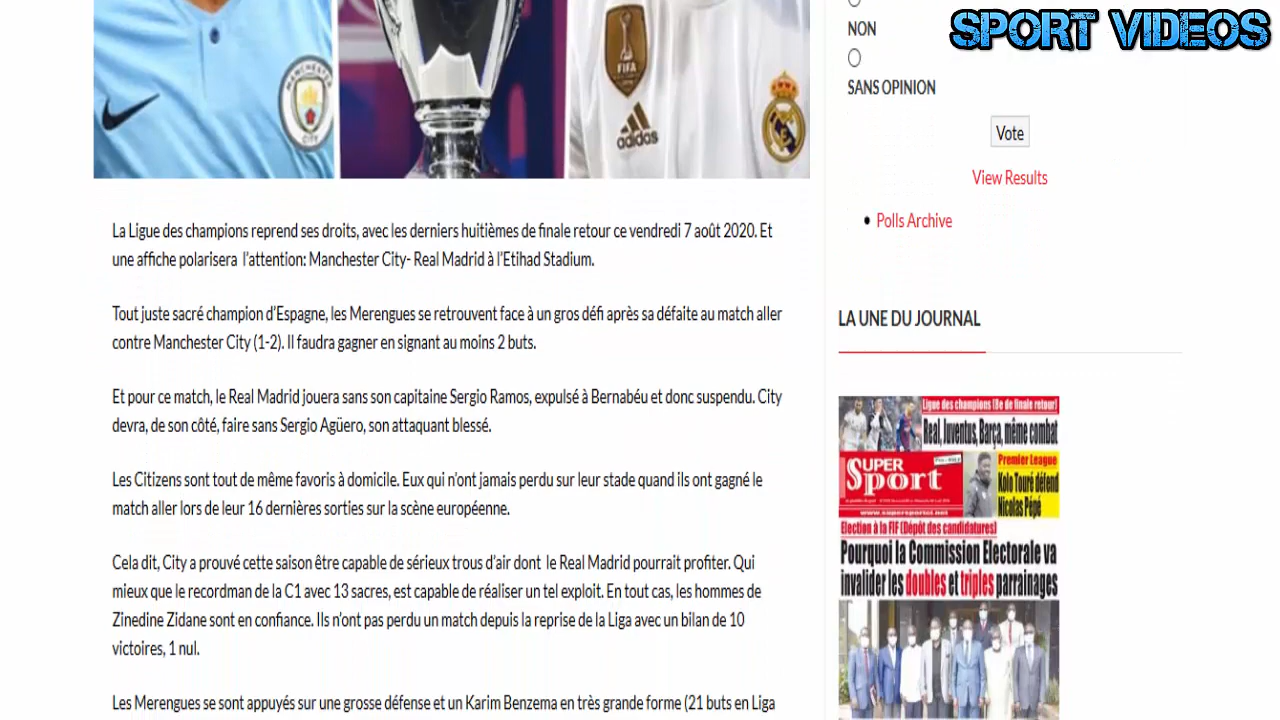 SPORT VIDEOS
MANCHESTER
CITY
FIFA
adidas
NON
SANS OPINION
Vote
View Results
Polls Archive
La Ligue des champions reprend ses droits, avec les derniers huitièmes de finale retour ce vendredi 7 août 2020. Et
une affiche polarisera l'attention: Manchester City- Real Madrid à l'Etihad Stadium.
Tout juste sacré champion d'Espagne, les Merengues se retrouvent face à un gros défi après sa défaite au match aller
contre Manchester City (1-2). Il faudra gagner en signant au moins 2 buts.
Et pour ce match, le Real Madrid jouera sans son capitaine Sergio Ramos, expulsé à Bernabéu et donc suspendu. City
devra, de son côté, faire sans Sergio Agüero, son attaquant blessé.
Les Citizens sont tout de même favoris à domicile. Eux qui n'ont jamais perdu sur leur stade quand ils ont gagné le
match aller lors de leur 16 dernières sorties sur la scène européenne.
Cela dit, City a prouvé cette saison être capable de sérieux trous d'air dont le Real Madrid pourrait profiter. Qui
mieux que le recordman de la C1 avec 13 sacres, est capable de réaliser un tel exploit. En tout cas, les hommes de
Zinedine Zidane sont en confiance. Ils n'ont pas perdu un match depuis la reprise de la Liga avec un bilan de 10
victoires, 1 nul.
Les Merengues se sont appuyés sur une grosse défense et un Karim Benzema en très grande forme (21 buts en Liga
LA UNE DU JOURNAL
Ligue des champions (8e de finale retour)
Real, Juventus, Barça, même combat
SUPER
Sport
www.supersportci.net
Premier League
Kolo Touré défend
Nicolas Pépé
Election à la FIF (Dépôt des candidatures)
Pourquoi la Commission Electorale va
invalider les doubles et triples parrainages